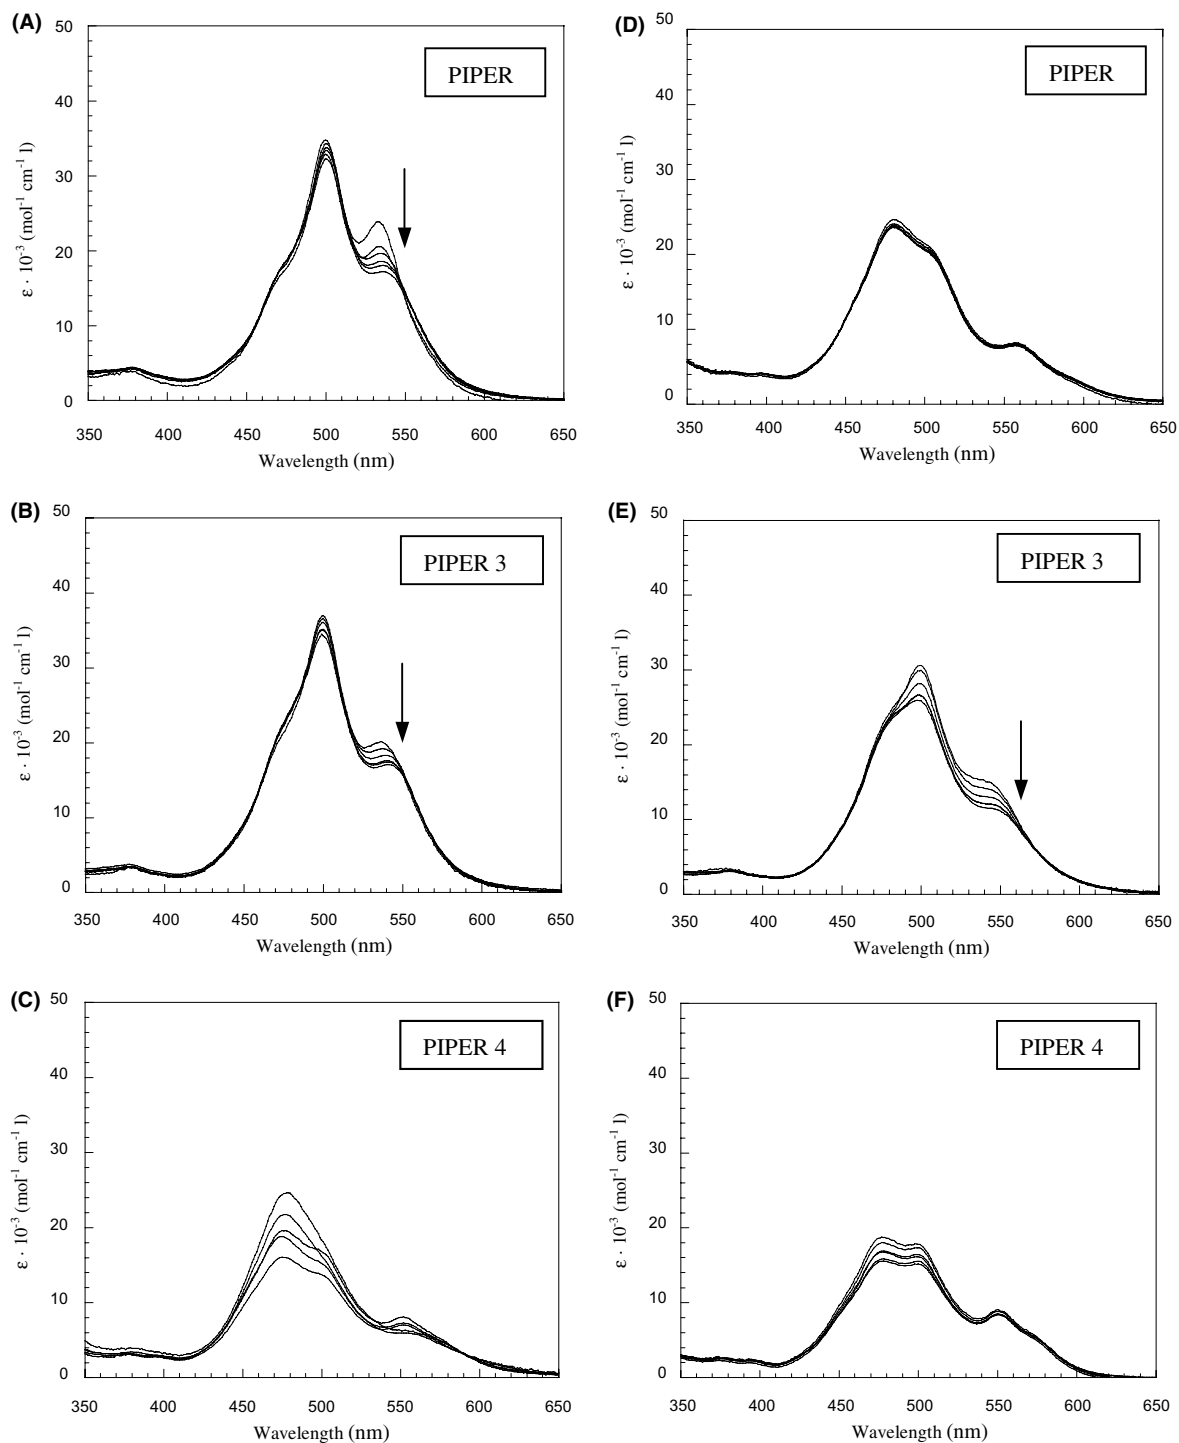 (A)
PIPER
50
40
30
20
10
0
ε · 10⁻³ (mol⁻¹ cm⁻¹ l)
350 400 450 500 550 600 650
Wavelength (nm)
(D)
PIPER
50
40
30
20
10
0
ε · 10⁻³ (mol⁻¹ cm⁻¹ l)
350 400 450 500 550 600 650
Wavelength (nm)
(B)
PIPER 3
50
40
30
20
10
0
ε · 10⁻³ (mol⁻¹ cm⁻¹ l)
350 400 450 500 550 600 650
Wavelength (nm)
(E)
PIPER 3
50
40
30
20
10
0
ε · 10⁻³ (mol⁻¹ cm⁻¹ l)
350 400 450 500 550 600 650
Wavelength (nm)
(C)
PIPER 4
50
40
30
20
10
0
ε · 10⁻³ (mol⁻¹ cm⁻¹ l)
350 400 450 500 550 600 650
Wavelength (nm)
(F)
PIPER 4
50
40
30
20
10
0
ε · 10⁻³ (mol⁻¹ cm⁻¹ l)
350 400 450 500 550 600 650
Wavelength (nm)